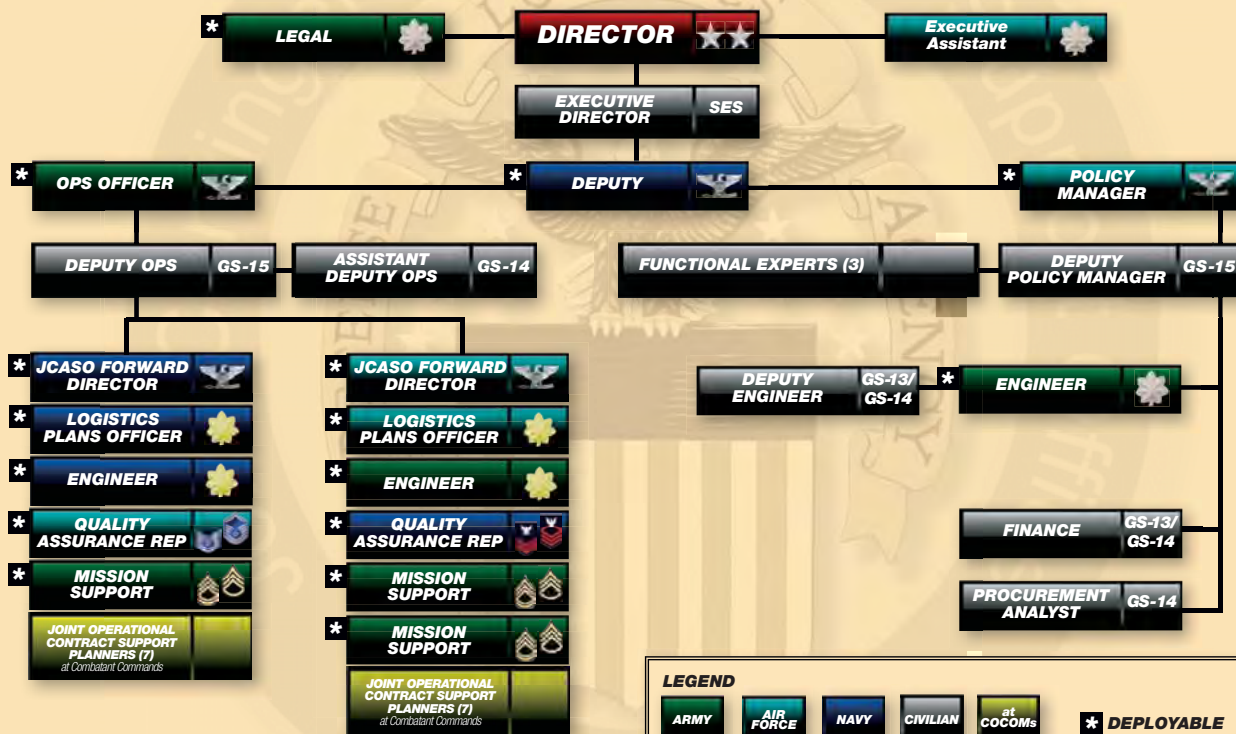 * LEGAL
DIRECTOR
Executive
Assistant
EXECUTIVE
DIRECTOR
SES
* OPS OFFICER
* DEPUTY
* POLICY
MANAGER
DEPUTY OPS GS-15
ASSISTANT
DEPUTY OPS
GS-14
FUNCTIONAL EXPERTS (3)
DEPUTY
POLICY MANAGER
GS-15
* JCASO FORWARD
DIRECTOR
* LOGISTICS
PLANS OFFICER
* ENGINEER
* QUALITY
ASSURANCE REP
* MISSION
SUPPORT
JOINT OPERATIONAL
CONTRACT SUPPORT
PLANNERS (7)
at Combatant Commands
* JCASO FORWARD
DIRECTOR
* LOGISTICS
PLANS OFFICER
* ENGINEER
* QUALITY
ASSURANCE REP
* MISSION
SUPPORT
* MISSION
SUPPORT
JOINT OPERATIONAL
CONTRACT SUPPORT
PLANNERS (7)
at Combatant Commands
DEPUTY
ENGINEER
GS-13/
GS-14
* ENGINEER
FINANCE
GS-13/
GS-14
PROCUREMENT
ANALYST
GS-14
LEGEND
ARMY
AIR
FORCE
NAVY
CIVILIAN
at
COCOMs
* DEPLOYABLE
AGENCY